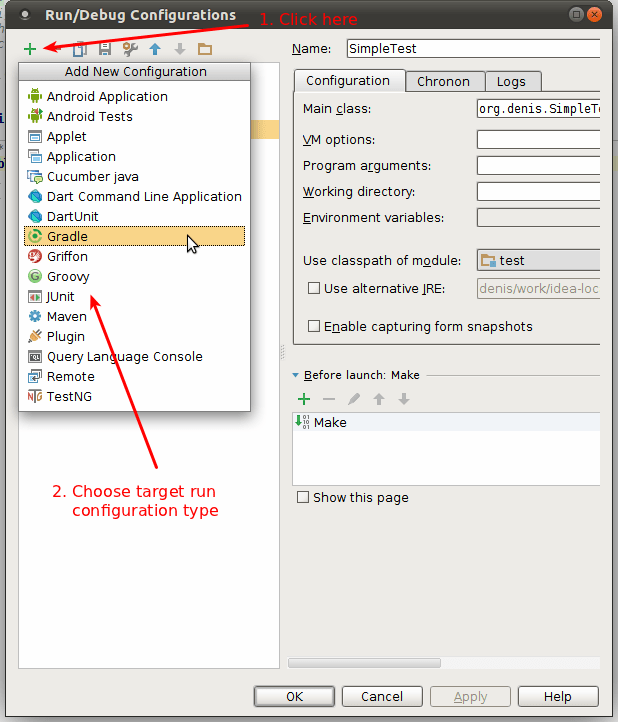 Run/Debug Configurations
1. Click here
Name: SimpleTest
Add New Configuration
Android Application
Android Tests
Applet
Application
Cucumber java
Dart Command Line Application
DartUnit
Gradle
Griffon
Groovy
JUnit
Maven
Plugin
Query Language Console
Remote
TestNG
2. Choose target run
configuration type
Configuration Chronon Logs
Main class: org.denis.SimpleTe
VM options:
Program arguments:
Working directory:
Environment variables:
Use classpath of module: test
Use alternative JRE: denis/work/idea-loc
Enable capturing form snapshots
Before launch: Make
Make
Show this page
OK Cancel Apply Help